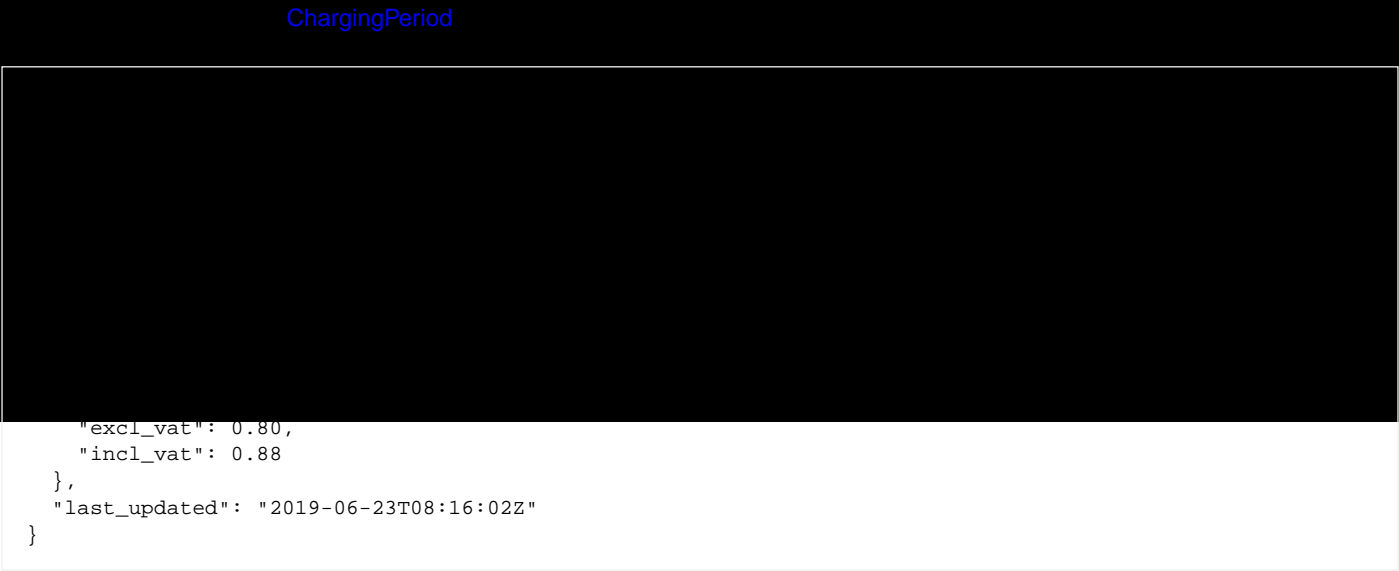 ChargingPeriod
"excl_vat": 0.80,
"incl_vat": 0.88
},
"last_updated": "2019-06-23T08:16:02Z"
}